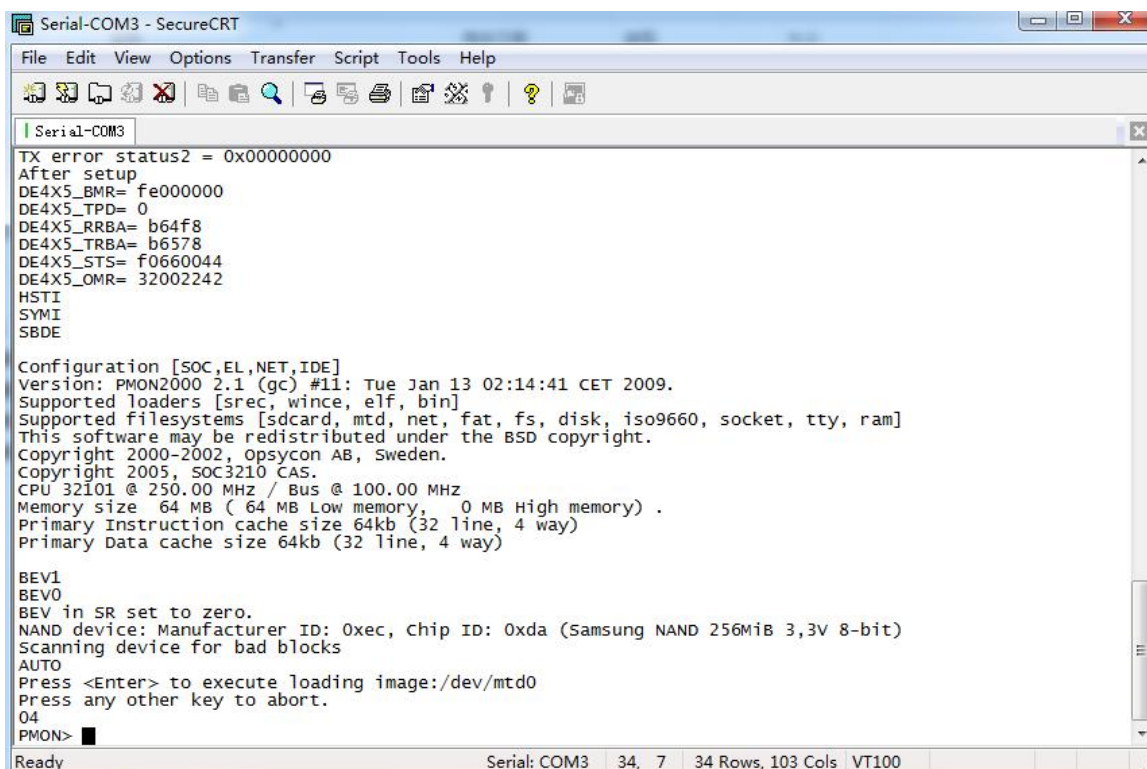 Serial-COM3 - SecureCRT
File Edit View Options Transfer Script Tools Help
Serial-COM3
TX error status2 = 0x00000000
After setup
DE4X5_BMR= fe000000
DE4X5_TPD= 0
DE4X5_RRBA= b64f8
DE4X5_TRBA= b6578
DE4X5_STS= f0660044
DE4X5_OMR= 32002242
HSTI
SYMI
SBDE
Configuration [SOC,EL,NET,IDE]
Version: PMON2000 2.1 (gc) #11: Tue Jan 13 02:14:41 CET 2009.
Supported loaders [srec, wince, elf, bin]
Supported filesystems [sdcard, mtd, net, fat, fs, disk, iso9660, socket, tty, ram]
This software may be redistributed under the BSD copyright.
Copyright 2000-2002, Opsycon AB, Sweden.
Copyright 2005, SOC3210 CAS.
CPU 32101 @ 250.00 MHz / Bus @ 100.00 MHz
Memory size  64 MB ( 64 MB Low memory,   0 MB High memory) .
Primary Instruction cache size 64kb (32 line, 4 way)
Primary Data cache size 64kb (32 line, 4 way)
BEV1
BEV0
BEV in SR set to zero.
NAND device: Manufacturer ID: 0xec, Chip ID: 0xda (Samsung NAND 256MiB 3,3V 8-bit)
Scanning device for bad blocks
AUTO
Press <Enter> to execute loading image:/dev/mtd0
Press any other key to abort.
04
PMON>
Ready Serial: COM3 34, 7 34 Rows, 103 Cols VT100